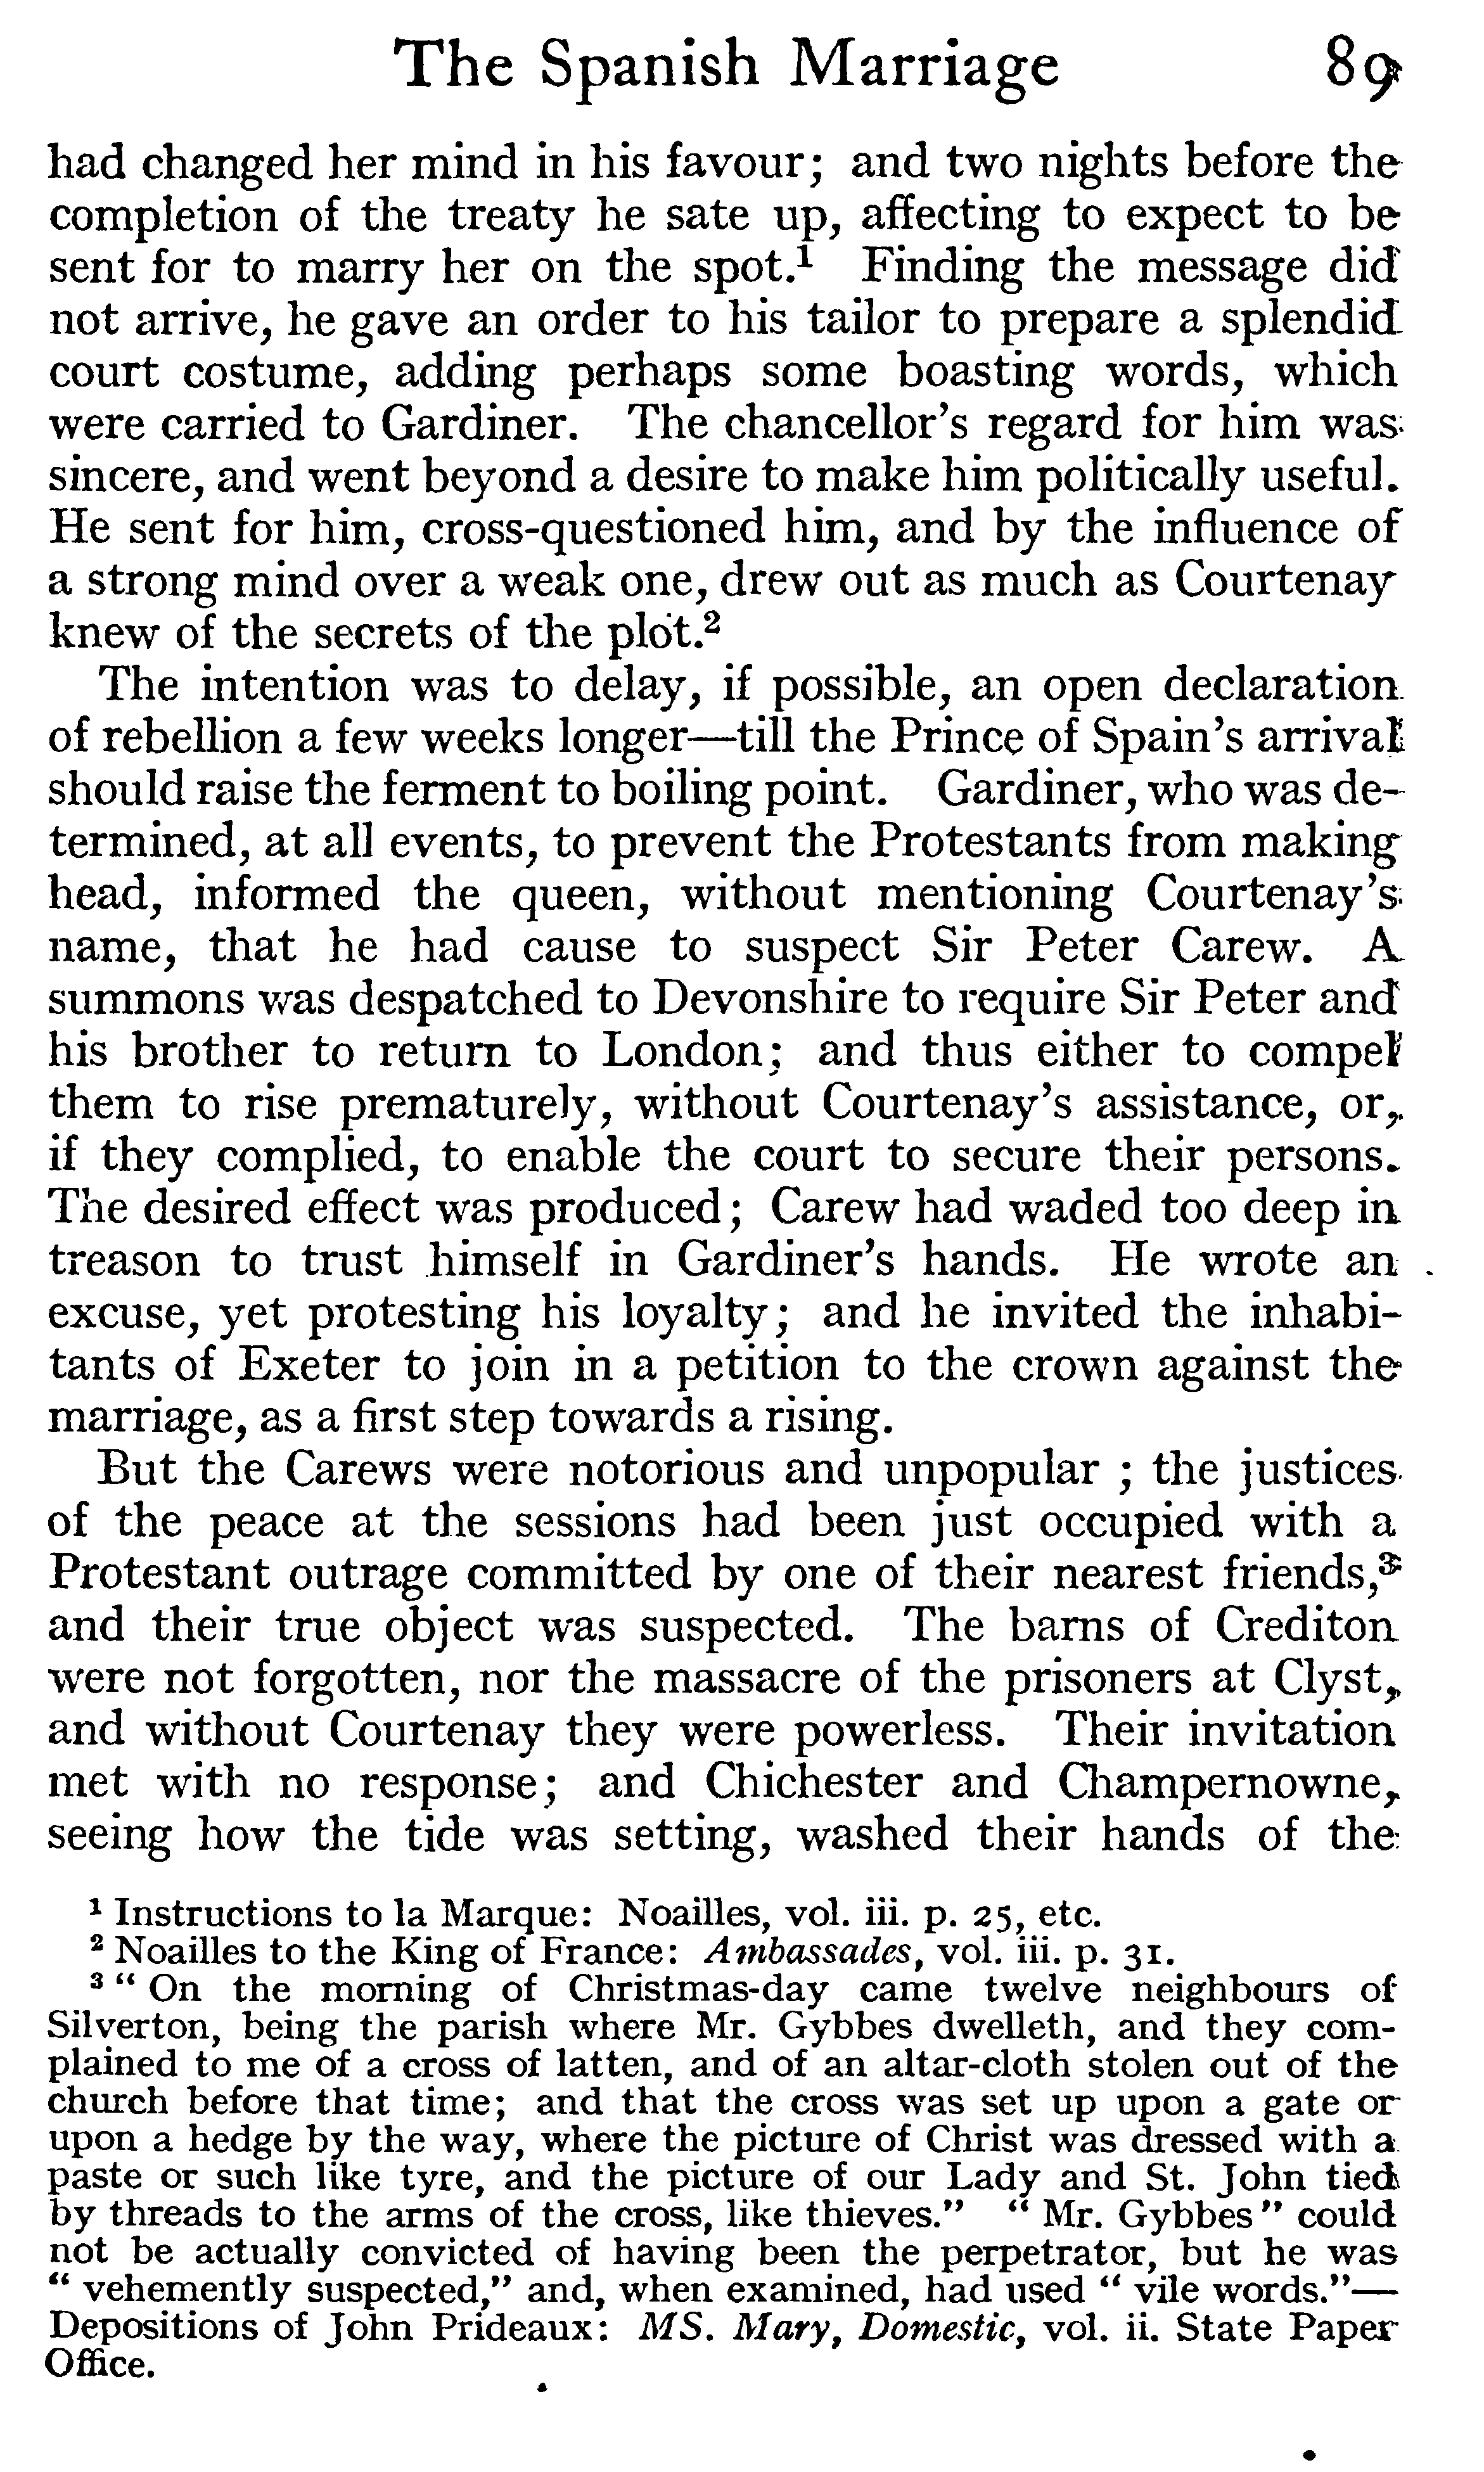 The Spanish Marriage 89
had changed her mind in his favour; and two nights before the
completion of the treaty he sate up, affecting to expect to be
sent for to marry her on the spot.¹ Finding the message did
not arrive, he gave an order to his tailor to prepare a splendid
court costume, adding perhaps some boasting words, which
were carried to Gardiner. The chancellor's regard for him was
sincere, and went beyond a desire to make him politically useful.
He sent for him, cross-questioned him, and by the influence of
a strong mind over a weak one, drew out as much as Courtenay
knew of the secrets of the plot.²
The intention was to delay, if possible, an open declaration
of rebellion a few weeks longer—till the Prince of Spain's arrival
should raise the ferment to boiling point. Gardiner, who was de-
termined, at all events, to prevent the Protestants from making
head, informed the queen, without mentioning Courtenay's
name, that he had cause to suspect Sir Peter Carew. A
summons was despatched to Devonshire to require Sir Peter and
his brother to return to London; and thus either to compel
them to rise prematurely, without Courtenay's assistance, or,
if they complied, to enable the court to secure their persons.
The desired effect was produced; Carew had waded too deep in
treason to trust himself in Gardiner's hands. He wrote an
excuse, yet protesting his loyalty; and he invited the inhabi-
tants of Exeter to join in a petition to the crown against the
marriage, as a first step towards a rising.
But the Carews were notorious and unpopular ; the justices
of the peace at the sessions had been just occupied with a
Protestant outrage committed by one of their nearest friends,³
and their true object was suspected. The barns of Crediton
were not forgotten, nor the massacre of the prisoners at Clyst,
and without Courtenay they were powerless. Their invitation
met with no response; and Chichester and Champernowne,
seeing how the tide was setting, washed their hands of the
¹ Instructions to la Marque: Noailles, vol. iii. p. 25, etc.
² Noailles to the King of France: Ambassades, vol. iii. p. 31.
³ " On the morning of Christmas-day came twelve neighbours of
Silverton, being the parish where Mr. Gybbes dwelleth, and they com-
plained to me of a cross of latten, and of an altar-cloth stolen out of the
church before that time; and that the cross was set up upon a gate or
upon a hedge by the way, where the picture of Christ was dressed with a
paste or such like tyre, and the picture of our Lady and St. John tied
by threads to the arms of the cross, like thieves." " Mr. Gybbes" could
not be actually convicted of having been the perpetrator, but he was
" vehemently suspected," and, when examined, had used " vile words."—
Depositions of John Prideaux: MS. Mary, Domestic, vol. ii. State Paper
Office.